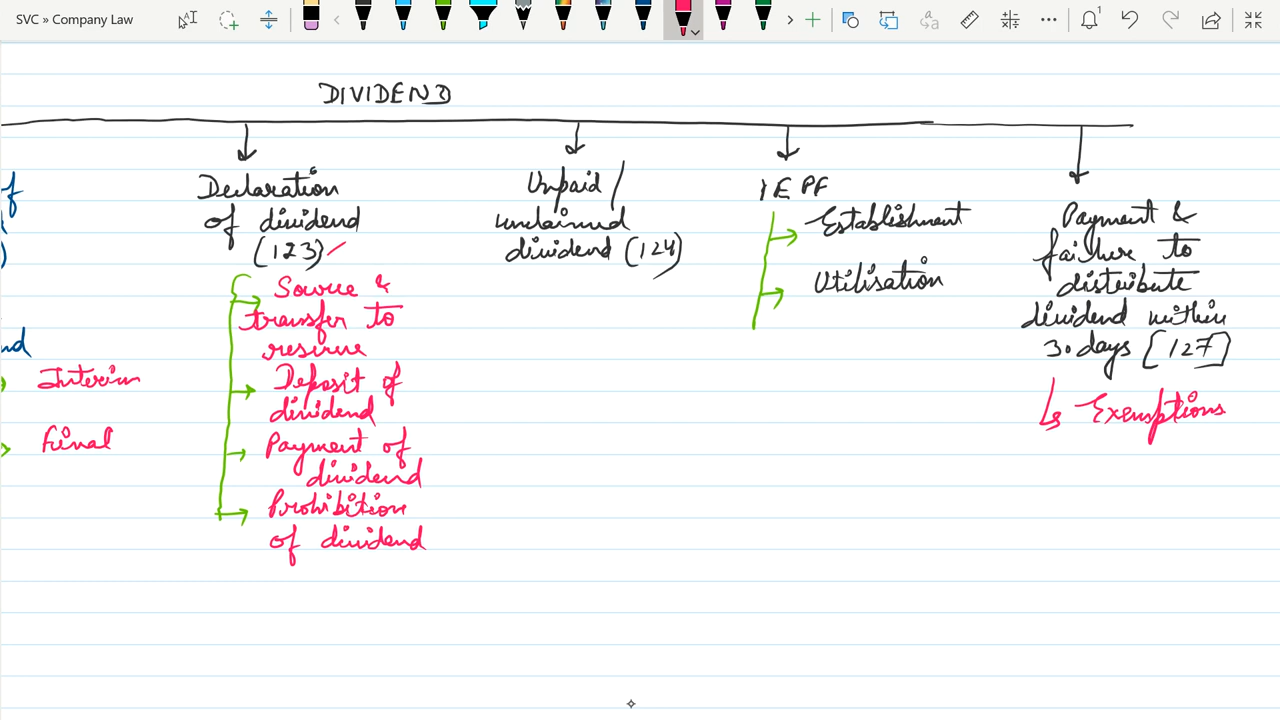 SVC » Company Law
DIVIDEND
Declaration
of dividend
(123)
Source &
transfer to
reserve
Deposit of
dividend
Payment of
dividend
Prohibition
of dividend
Unpaid/
unclaimed
dividend (124)
IEPF
Establishment
Utilisation
Payment &
failure to
distribute
dividend within
30 days [127]
Exemptions
Interim
Final